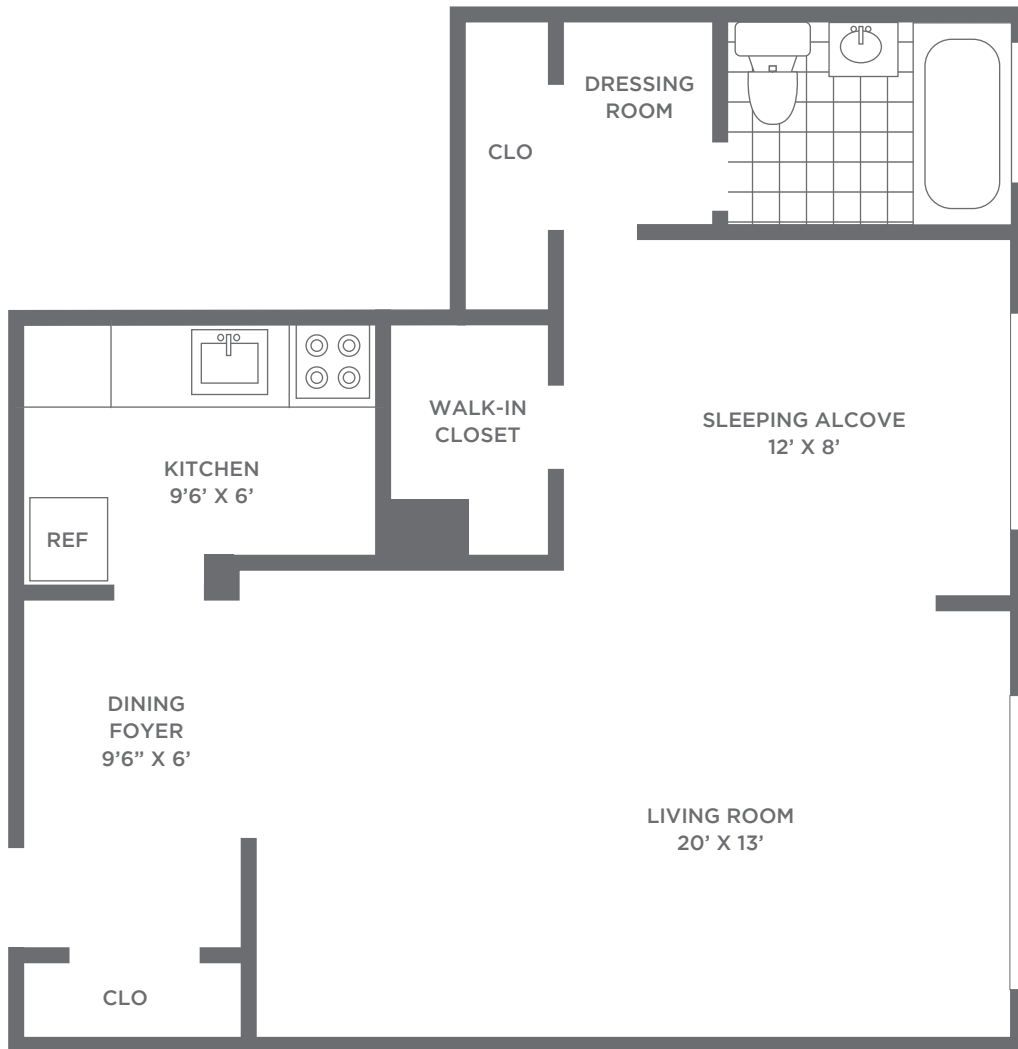 DRESSING
ROOM
CLO
WALK-IN
CLOSET
SLEEPING ALCOVE
12’ X 8’
KITCHEN
9’6’ X 6’
REF
DINING
FOYER
9’6” X 6’
LIVING ROOM
20’ X 13’
CLO